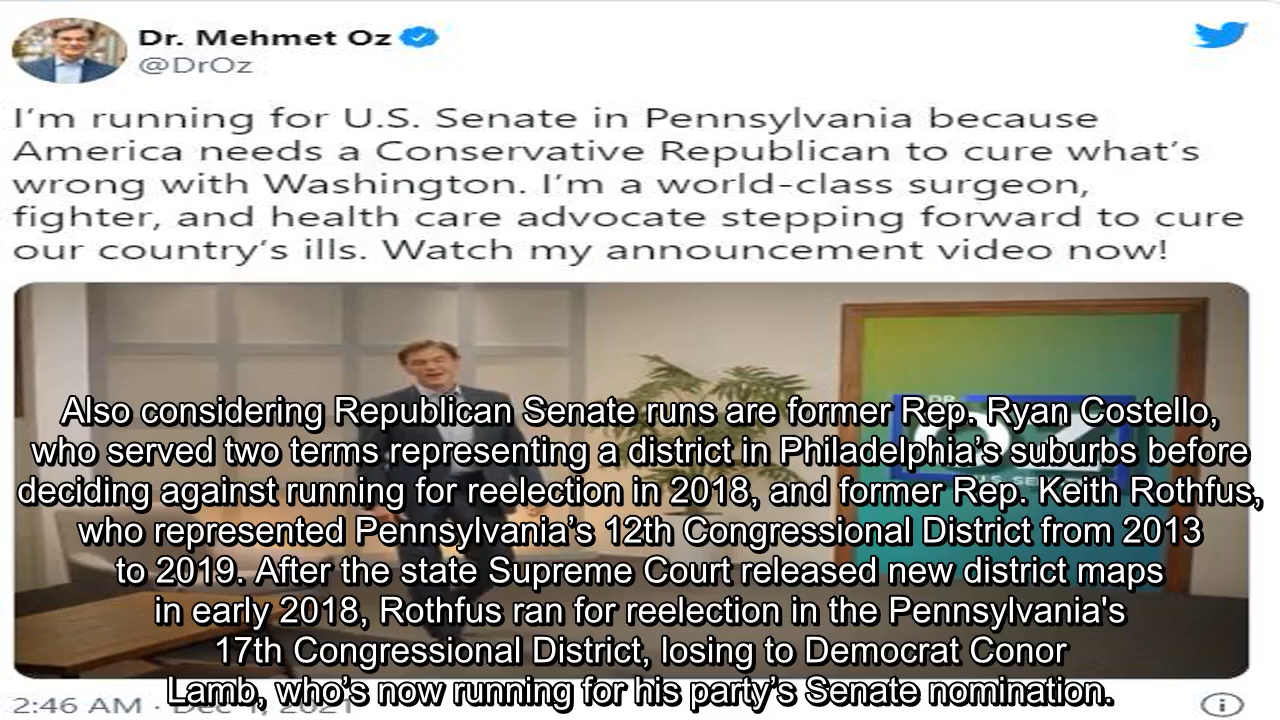 Dr. Mehmet Oz
@DrOz
I’m running for U.S. Senate in Pennsylvania because
America needs a Conservative Republican to cure what’s
wrong with Washington. I’m a world-class surgeon,
fighter, and health care advocate stepping forward to cure
our country’s ills. Watch my announcement video now!
Also considering Republican Senate runs are former Rep. Ryan Costello,
who served two terms representing a district in Philadelphia’s suburbs before
deciding against running for reelection in 2018, and former Rep. Keith Rothfus,
who represented Pennsylvania’s 12th Congressional District from 2013
to 2019. After the state Supreme Court released new district maps
in early 2018, Rothfus ran for reelection in the Pennsylvania's
17th Congressional District, losing to Democrat Conor
Lamb, who’s now running for his party’s Senate nomination.
2:46 AM ·